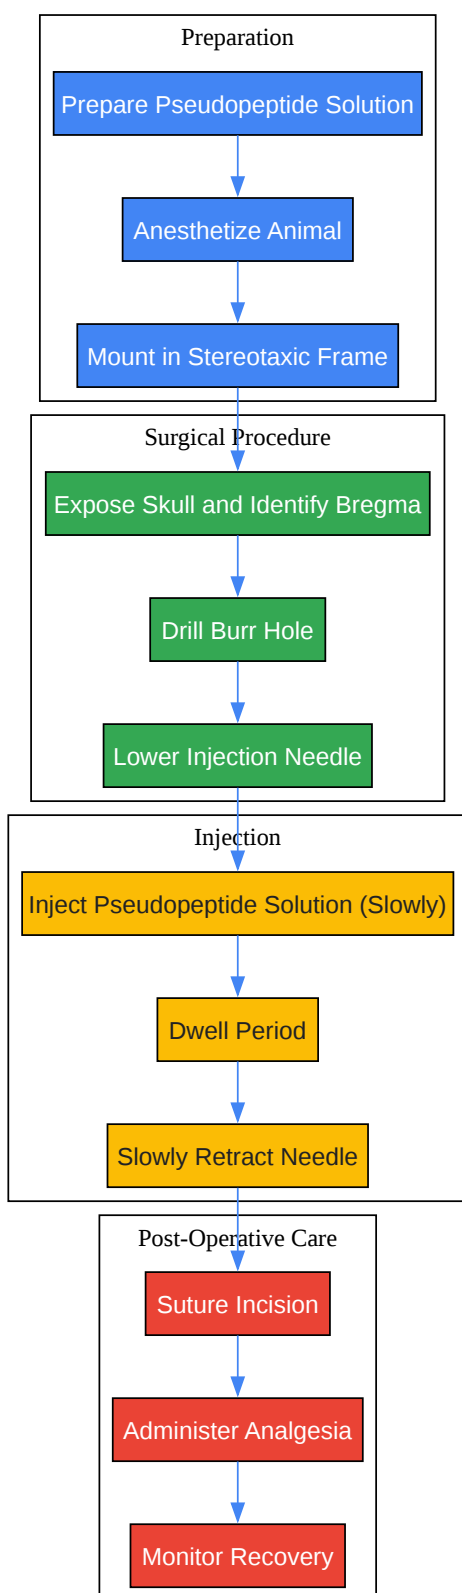 Preparation
Prepare Pseudopeptide Solution
Anesthetize Animal
Mount in Stereotaxic Frame
Surgical Procedure
Expose Skull and Identify Bregma
Drill Burr Hole
Lower Injection Needle
Injection
Inject Pseudopeptide Solution (Slowly)
Dwell Period
Slowly Retract Needle
Post-Operative Care
Suture Incision
Administer Analgesia
Monitor Recovery